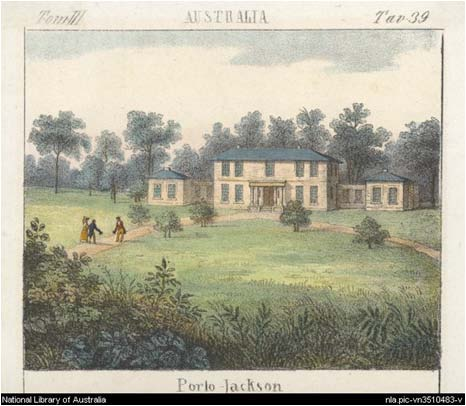 Tom III AUSTRALIA Tav. 39
Porto-Jackson
National Library of Australia nla.pic-vn3510483-v